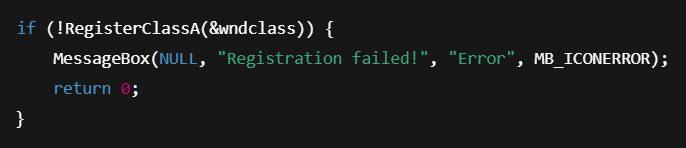 if (!RegisterClassA(&wndclass)) {
    MessageBox(NULL, "Registration failed!", "Error", MB_ICONERROR);
    return 0;
}